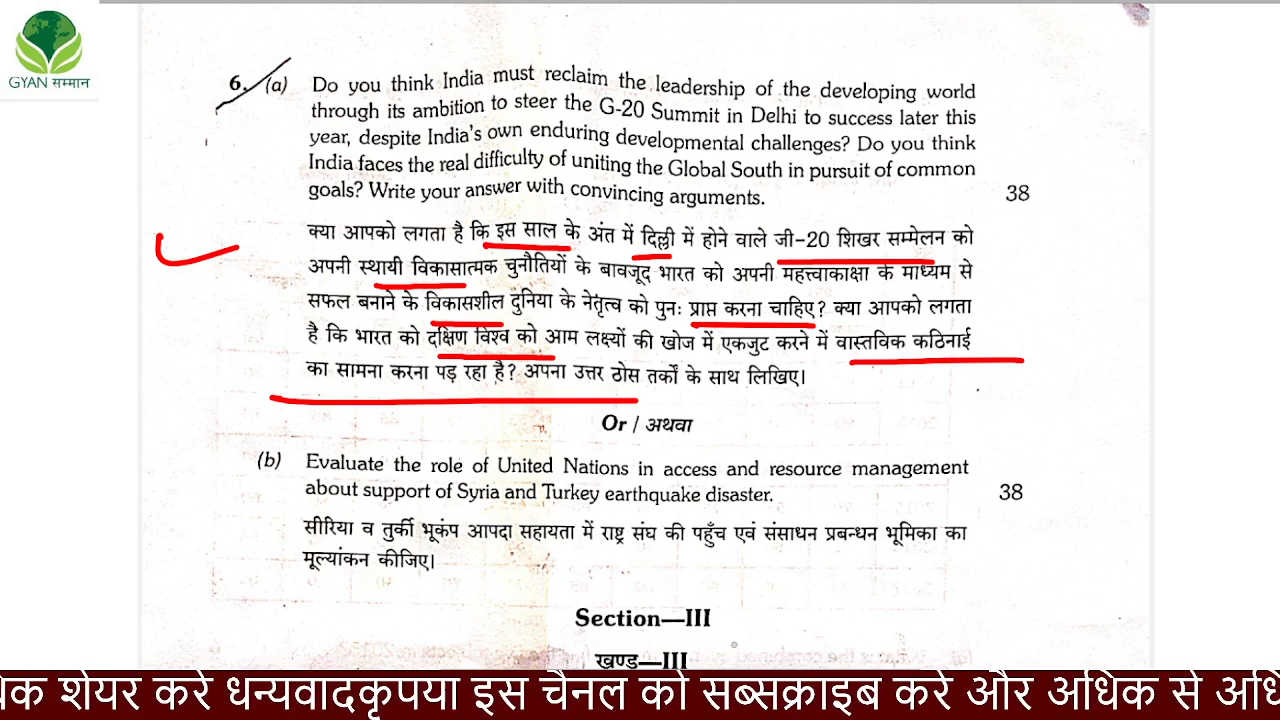 GYAN सम्मान
6. (a) Do you think India must reclaim the leadership of the developing world
through its ambition to steer the G-20 Summit in Delhi to success later this
year, despite India's own enduring developmental challenges? Do you think
India faces the real difficulty of uniting the Global South in pursuit of common
goals? Write your answer with convincing arguments. 38
क्या आपको लगता है कि इस साल के अंत में दिल्ली में होने वाले जी-20 शिखर सम्मेलन को
अपनी स्थायी विकासात्मक चुनौतियों के बावजूद भारत को अपनी महत्त्वाकाक्षा के माध्यम से
सफल बनाने के विकासशील दुनिया के नेतृत्व को पुनः प्राप्त करना चाहिए? क्या आपको लगता
है कि भारत को दक्षिण विश्व को आम लक्ष्यों की खोज में एकजुट करने में वास्तविक कठिनाई
का सामना करना पड़ रहा है? अपना उत्तर ठोस तर्कों के साथ लिखिए।
Or / अथवा
(b) Evaluate the role of United Nations in access and resource management
about support of Syria and Turkey earthquake disaster. 38
सीरिया व तुर्की भूकंप आपदा सहायता में राष्ट्र संघ की पहुँच एवं संसाधन प्रबन्धन भूमिका का
मूल्यांकन कीजिए।
Section—III
खण्ड—III
शेयर करे धन्यवादकृपया इस चैनल को सब्सक्राइब करे और अधिक से